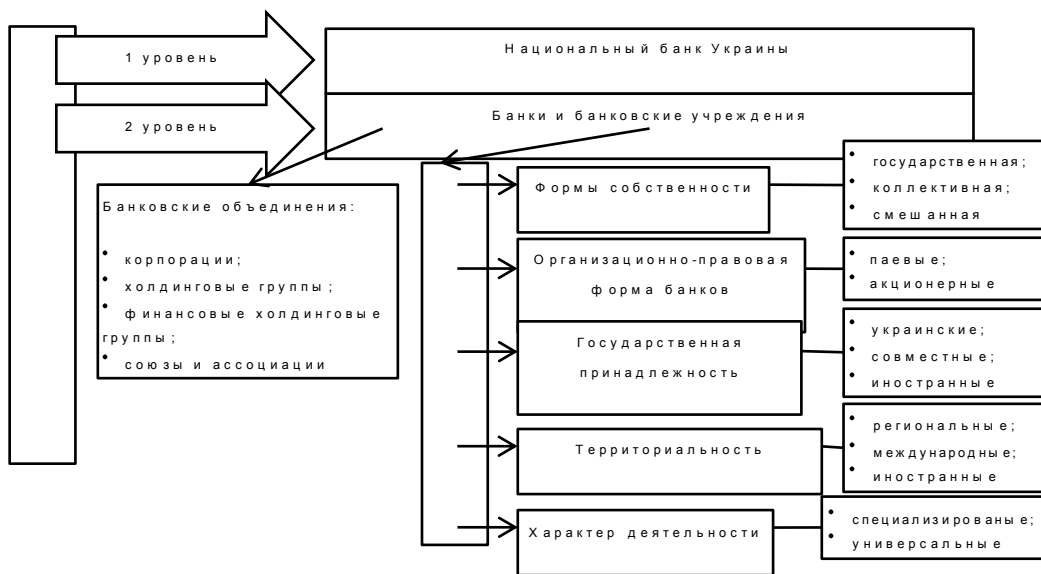 1 уровень
Национальный банк Украины
2 уровень
Банки и банковские учреждения
Банковские объединения:
• корпорации;
• холдинговые группы;
• финансовые холдинговые
группы;
• союзы и ассоциации
Формы собственности
• государственная;
• коллективная;
• смешанная
Организационно-правовая
форма банков
• паевые;
• акционерные
Государственная
принадлежность
• украинские;
• совместные;
• иностранные
Территориальность
• региональные;
• международные;
• иностранные
Характер деятельности
• специализированые;
• универсальные